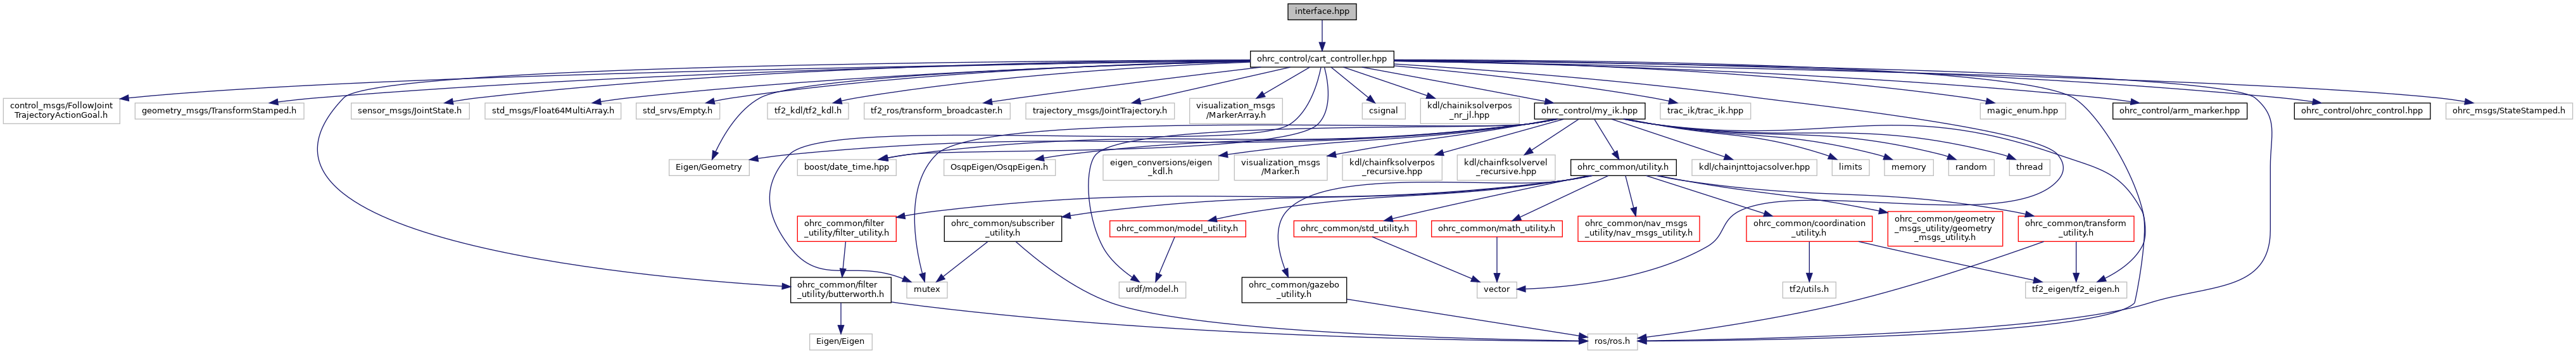 interface.hpp
ohrc_control/cart_controller.hpp
control_msgs/FollowJoint
TrajectoryActionGoal.h
geometry_msgs/TransformStamped.h
sensor_msgs/JointState.h
std_msgs/Float64MultiArray.h
std_srvs/Empty.h
tf2_kdl/tf2_kdl.h
tf2_ros/transform_broadcaster.h
trajectory_msgs/JointTrajectory.h
visualization_msgs
/MarkerArray.h
csignal
kdl/chainiksolverpos
_nr_jl.hpp
ohrc_control/my_ik.hpp
trac_ik/trac_ik.hpp
magic_enum.hpp
ohrc_control/arm_marker.hpp
ohrc_control/ohrc_control.hpp
ohrc_msgs/StateStamped.h
Eigen/Geometry
boost/date_time.hpp
OsqpEigen/OsqpEigen.h
eigen_conversions/eigen
_kdl.h
visualization_msgs
/Marker.h
kdl/chainfksolverpos
_recursive.hpp
kdl/chainfksolvervel
_recursive.hpp
ohrc_common/utility.h
kdl/chainjnttojacsolver.hpp
limits
memory
random
thread
ohrc_common/filter
_utility/filter_utility.h
ohrc_common/subscriber
_utility.h
ohrc_common/model_utility.h
ohrc_common/std_utility.h
ohrc_common/math_utility.h
ohrc_common/nav_msgs
_utility/nav_msgs_utility.h
ohrc_common/coordination
_utility.h
ohrc_common/geometry
_msgs_utility/geometry
_msgs_utility.h
ohrc_common/transform
_utility.h
ohrc_common/filter
_utility/butterworth.h
mutex
urdf/model.h
ohrc_common/gazebo
_utility.h
vector
tf2/utils.h
tf2_eigen/tf2_eigen.h
Eigen/Eigen
ros/ros.h